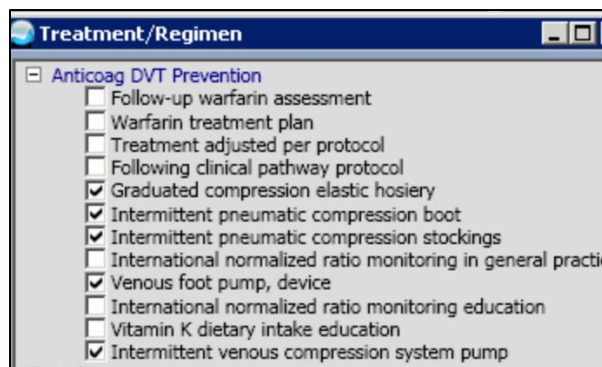 Treatment/Regimen
Anticoag DVT Prevention
Follow-up warfarin assessment
Warfarin treatment plan
Treatment adjusted per protocol
Following clinical pathway protocol
Graduated compression elastic hosiery
Intermittent pneumatic compression boot
Intermittent pneumatic compression stockings
International normalized ratio monitoring in general practi
Venous foot pump, device
International normalized ratio monitoring education
Vitamin K dietary intake education
Intermittent venous compression system pump